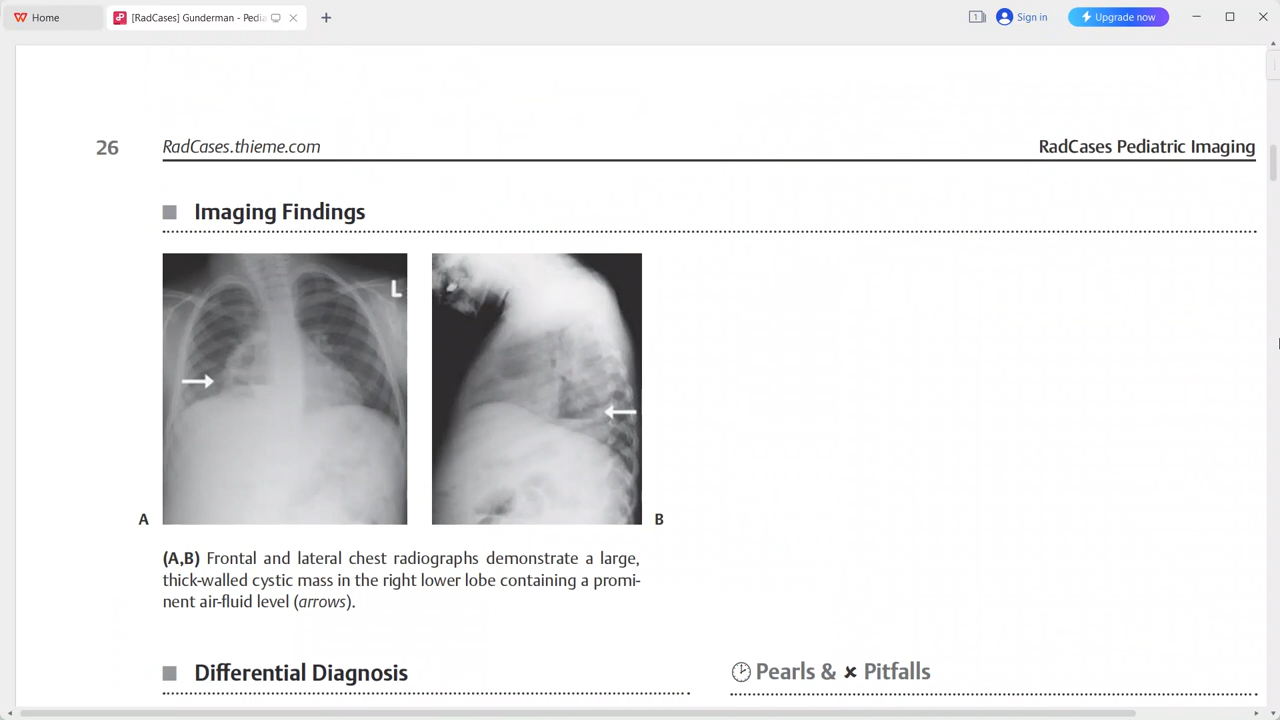 Home
[RadCases] Gunderman - Pedia
1
Sign in
Upgrade now
26
RadCases.thieme.com
RadCases Pediatric Imaging
Imaging Findings
L
A
B
(A,B) Frontal and lateral chest radiographs demonstrate a large,
thick-walled cystic mass in the right lower lobe containing a promi-
nent air-fluid level (arrows).
Differential Diagnosis
Pearls & ✖ Pitfalls